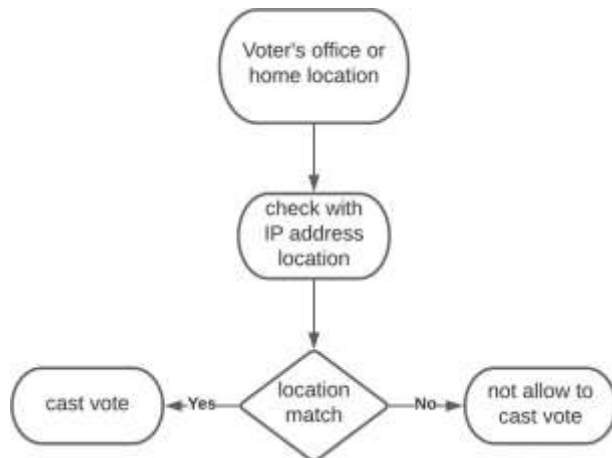 Voter's office or
home location
check with
IP address
location
cast vote
Yes
location
match
No
not allow to
cast vote